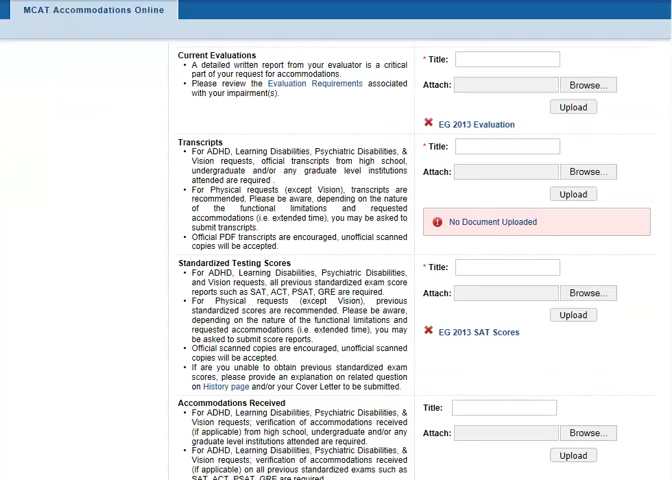 MCAT Accommodations Online
Current Evaluations
• A detailed written report from your evaluator is a critical
part of your request for accommodations.
• Please review the Evaluation Requirements associated
with your impairment(s).
* Title:
Attach: Browse...
Upload
EG 2013 Evaluation
Transcripts
• For ADHD, Learning Disabilities, Psychiatric Disabilities, &
Vision requests, official transcripts from high school,
undergraduate and/or any graduate level institutions
attended are required .
• For Physical requests (except Vision), transcripts are
recommended. Please be aware, depending on the nature
of the functional limitations and requested
accommodations (i.e. extended time), you may be asked to
submit transcripts.
• Official PDF transcripts are encouraged, unofficial scanned
copies will be accepted.
* Title:
Attach: Browse...
Upload
No Document Uploaded
Standardized Testing Scores
• For ADHD, Learning Disabilities, Psychiatric Disabilities,
and Vision requests, all previous standardized exam score
reports such as SAT, ACT, PSAT, GRE are required.
• For Physical requests (except Vision), previous
standardized scores are recommended. Please be aware,
depending on the nature of the functional limitations and
requested accommodations (i.e. extended time), you may
be asked to submit score reports.
• Official scanned copies are encouraged, unofficial scanned
copies will be accepted.
• If are you unable to obtain previous standardized exam
scores, please provide an explanation on related question
on History page and/or your Cover Letter to be submitted.
* Title:
Attach: Browse...
Upload
EG 2013 SAT Scores
Accommodations Received
• For ADHD, Learning Disabilities, Psychiatric Disabilities, &
Vision requests; verification of accommodations received
(if applicable) from high school, undergraduate and/or any
graduate level institutions attended are required.
• For ADHD, Learning Disabilities, Psychiatric Disabilities, &
Vision requests; verification of accommodations received
(if applicable) on all previous standardized exams such as
SAT, ACT, PSAT, GRE are required.
Title:
Attach: Browse...
Upload